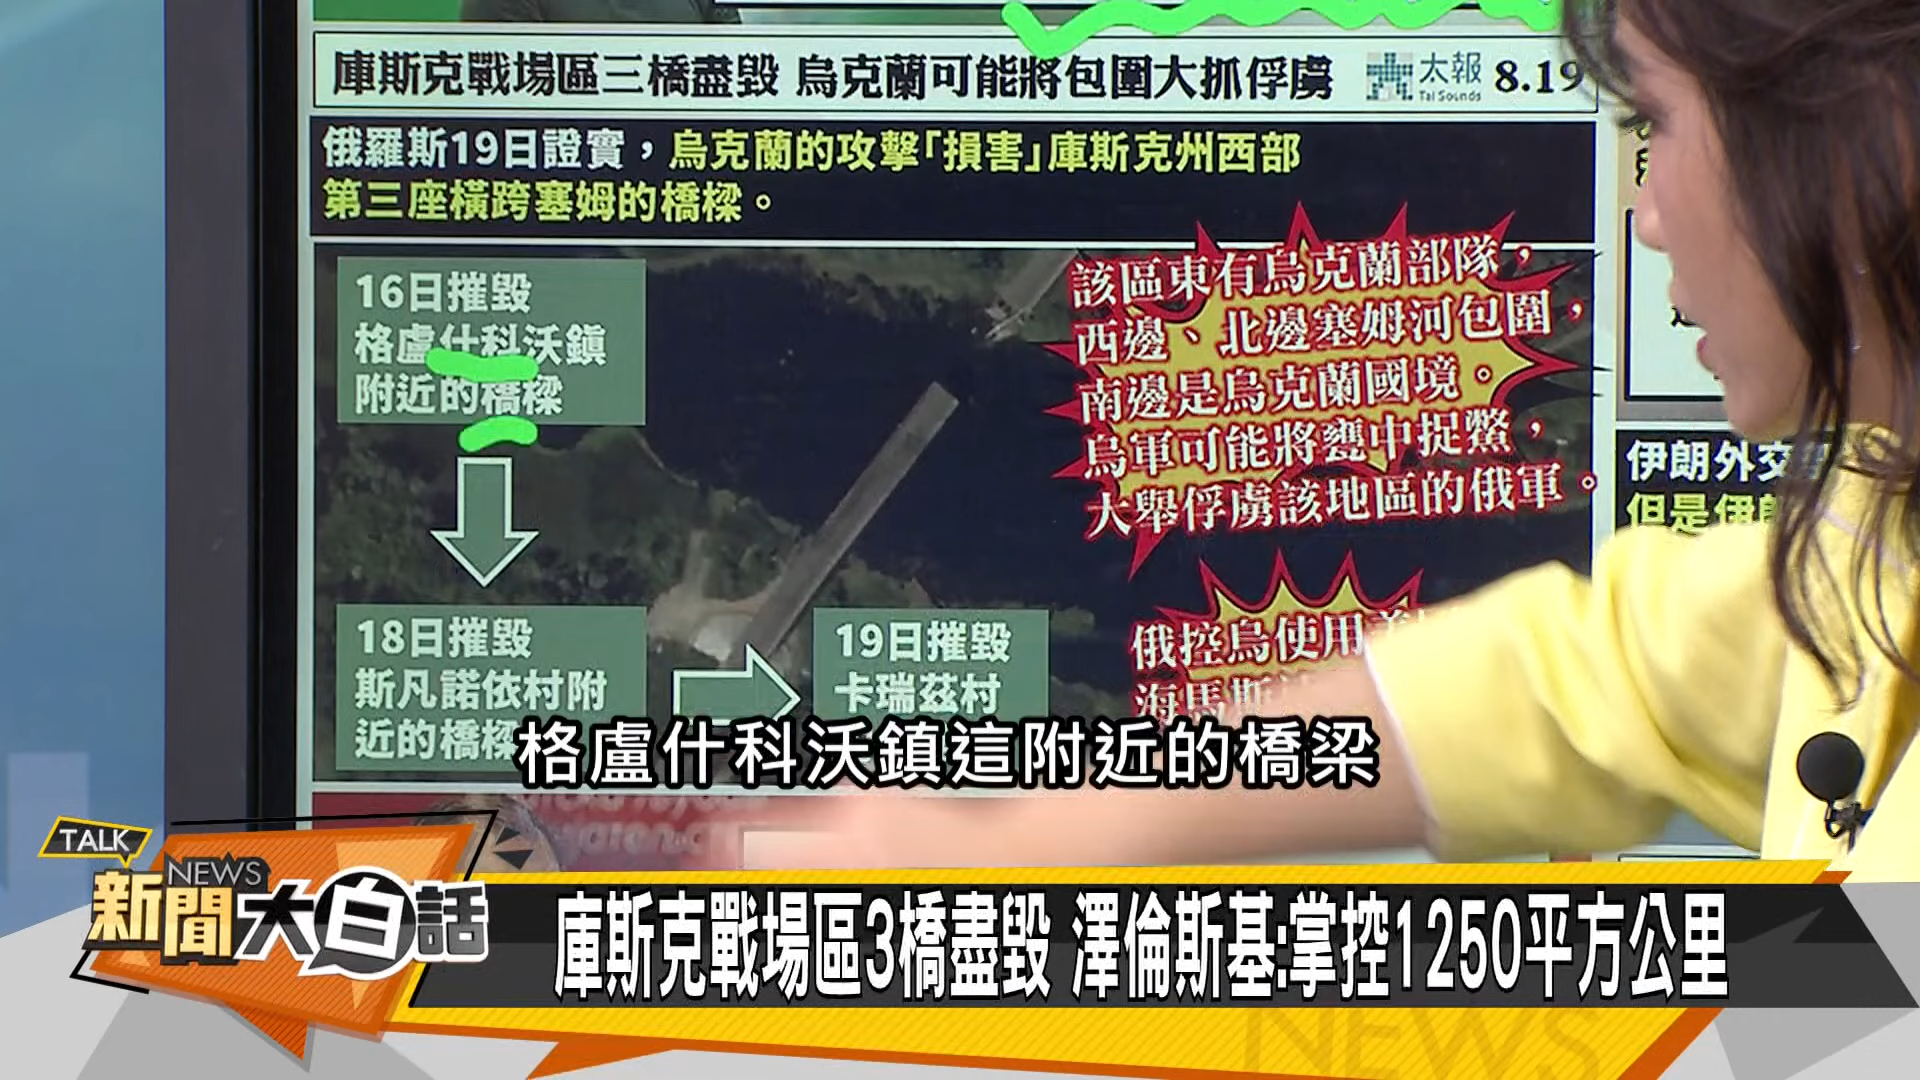 庫斯克戰場區三橋盡毀 烏克蘭可能將包圍大抓俘虜
太報
Tai Sounds
8.19
俄羅斯19日證實，烏克蘭的攻擊「損害」庫斯克州西部
第三座橫跨塞姆的橋樑。
16日摧毀
格盧什科沃鎮
附近的橋樑
該區東有烏克蘭部隊，
西邊、北邊塞姆河包圍，
南邊是烏克蘭國境。
烏軍可能將甕中捉鱉，
大舉俘虜該地區的俄軍。
18日摧毀
斯凡諾依村附
近的橋樑
19日摧毀
卡瑞茲村
俄控烏使用
海馬斯
伊朗外交
但是伊朗
格盧什科沃鎮這附近的橋梁
TALK
NEWS
新聞大白話
庫斯克戰場區3橋盡毀 澤倫斯基:掌控1250平方公里
NEWS